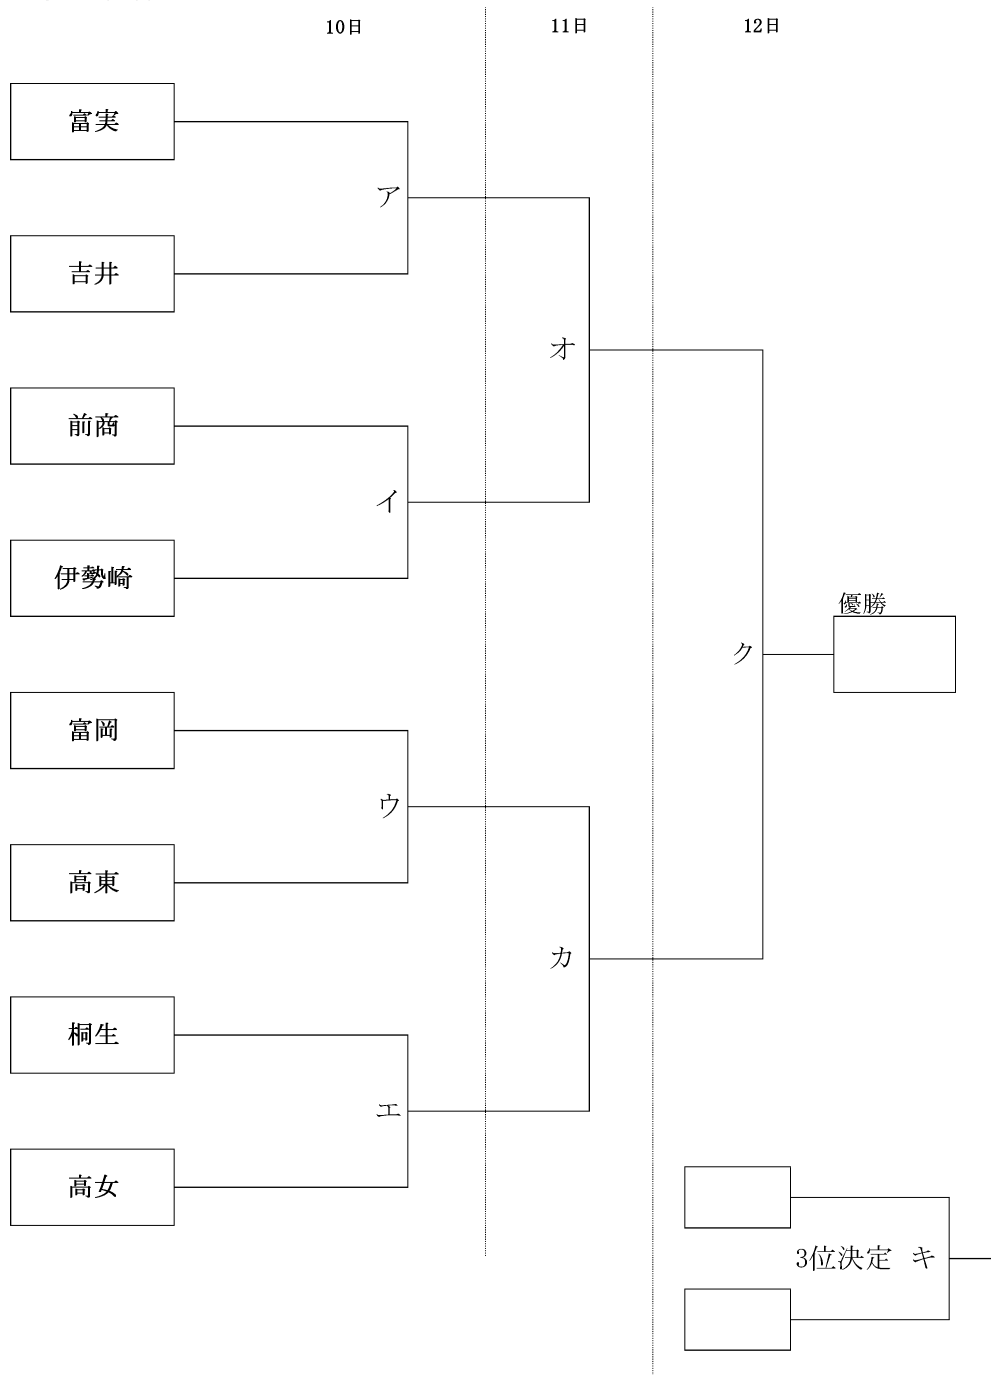 10日 11日 12日
富実
ア
吉井
オ
前商
イ
伊勢崎
優勝
ク
富岡
ウ
高東
カ
桐生
エ
高女
3位決定 キ